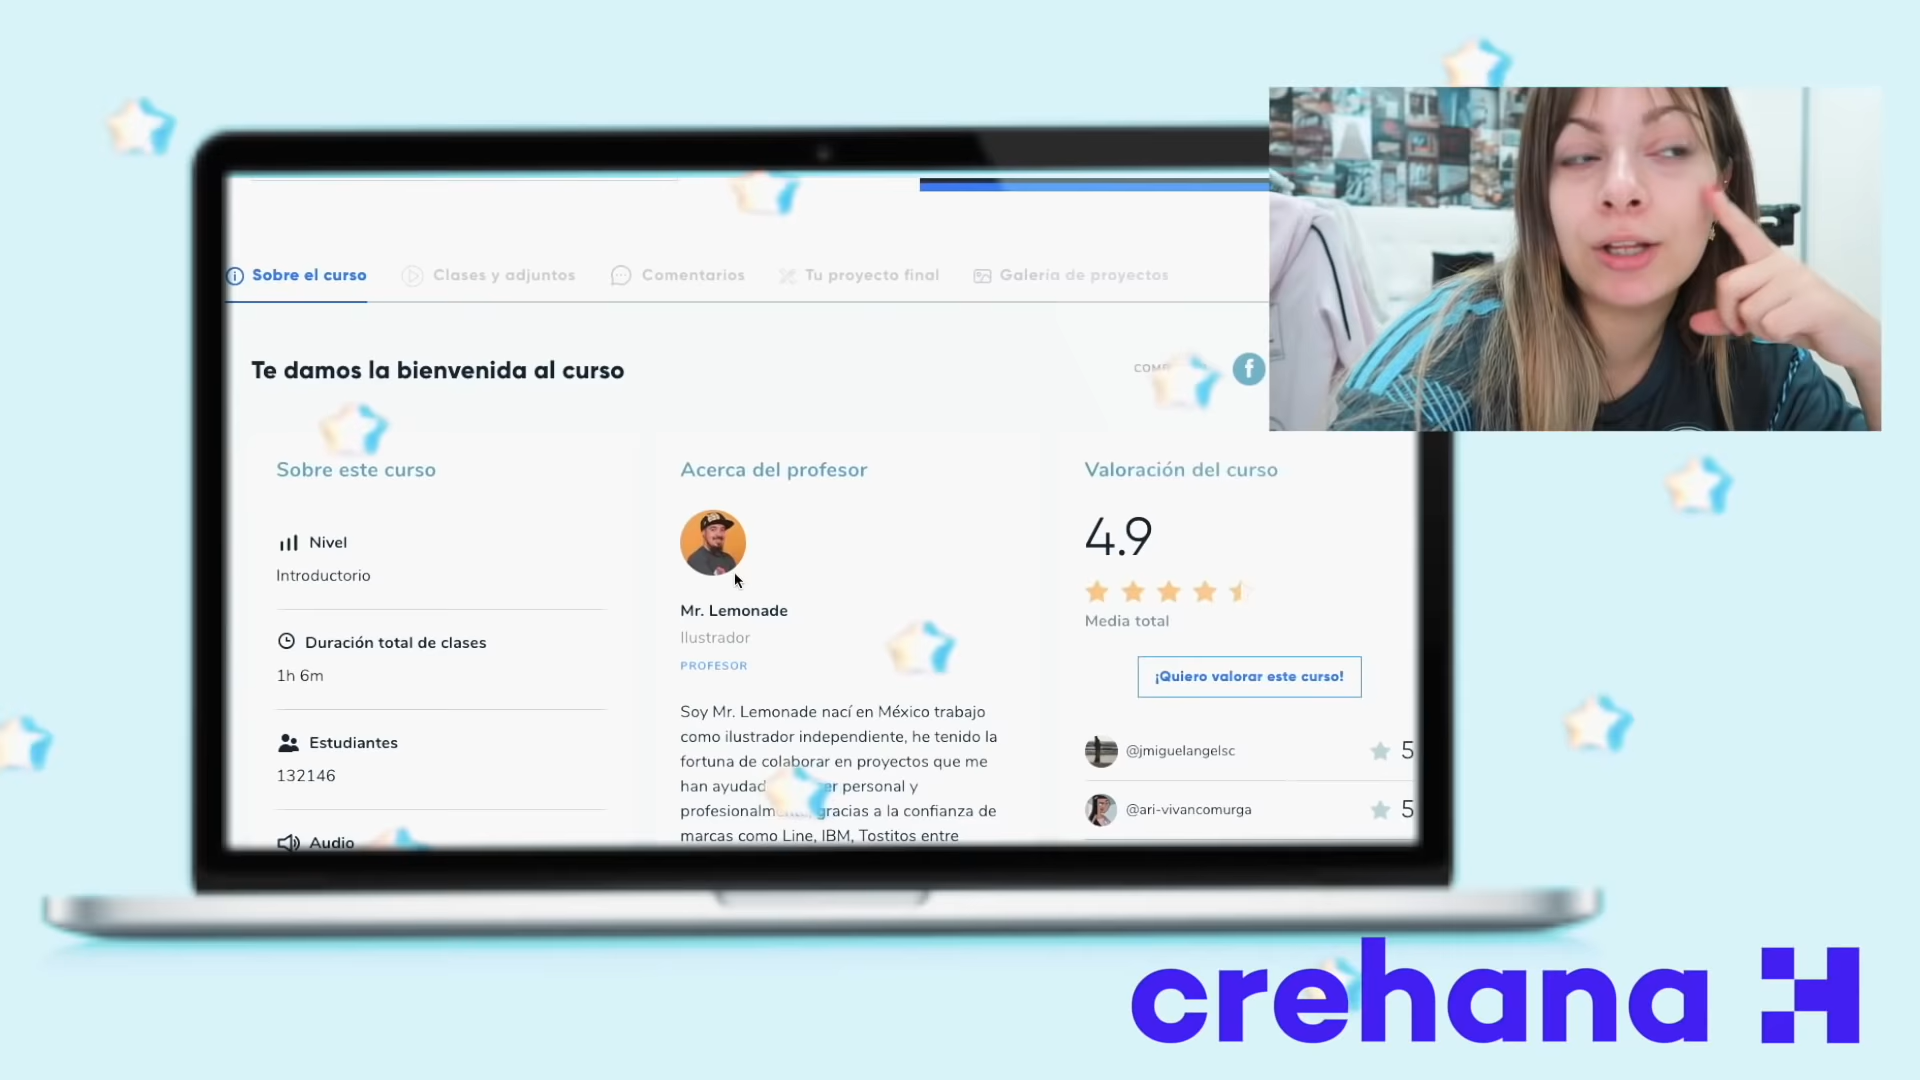 Sobre el curso
Clases y adjuntos
Comentarios
Tu proyecto final
Galería de proyectos
Te damos la bienvenida al curso
f
Sobre este curso
Nivel
Introductorio
Duración total de clases
1h 6m
Estudiantes
132146
Audio
Acerca del profesor
Mr. Lemonade
Ilustrador
PROFESOR
Soy Mr. Lemonade nací en México trabajo
como ilustrador independiente, he tenido la
fortuna de colaborar en proyectos que me
han personal y
gracias a la confianza de
marcas como Line, IBM, Tostitos entre
Valoración del curso
4.9
Media total
¡Quiero valorar este curso!
@jmiguelangelsc
5
@ari-vivancomurga
5
crehana